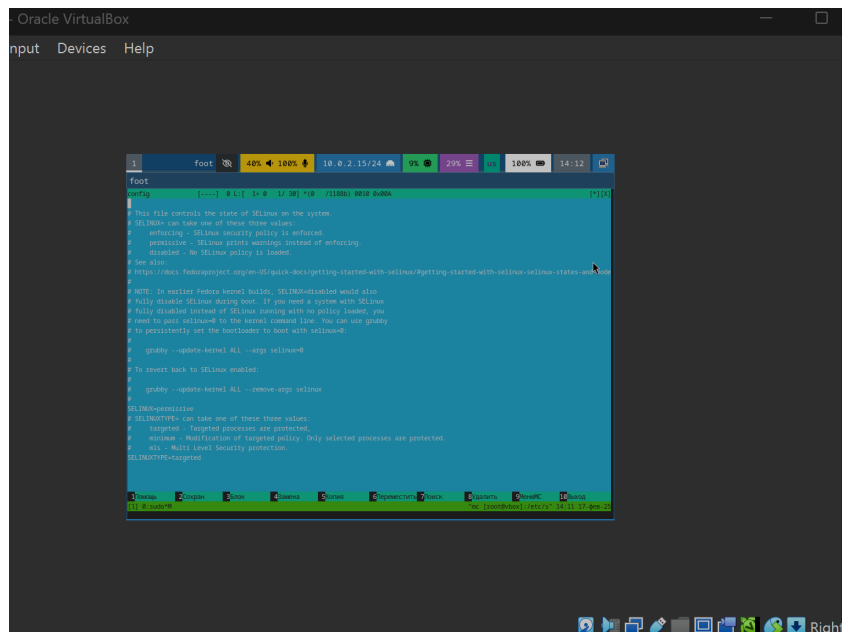 - Oracle VirtualBox
nput Devices Help
1 foot 40% 100% 10.0.2.15/24 9% 29% us 100% 14:12
foot
config [----] 0 L:[ 1+ 0 1/ 30] *(0 /1188b) 0010 0x00A [*][X]
# This file controls the state of SELinux on the system.
# SELINUX= can take one of these three values:
# enforcing - SELinux security policy is enforced.
# permissive - SELinux prints warnings instead of enforcing.
# disabled - No SELinux policy is loaded.
# See also:
# https://docs.fedoraproject.org/en-US/quick-docs/getting-started-with-selinux/#getting-started-with-selinux-selinux-states-and-mode
#
# NOTE: In earlier Fedora kernel builds, SELINUX=disabled would also
# fully disable SELinux during boot. If you need a system with SELinux
# fully disabled instead of SELinux running with no policy loaded, you
# need to pass selinux=0 to the kernel command line. You can use grubby
# to persistently set the bootloader to boot with selinux=0:
#
# grubby --update-kernel ALL --args selinux=0
#
# To revert back to SELinux enabled:
#
# grubby --update-kernel ALL --remove-args selinux
#
SELINUX=permissive
# SELINUXTYPE= can take one of these three values:
# targeted - Targeted processes are protected,
# minimum - Modification of targeted policy. Only selected processes are protected.
# mls - Multi Level Security protection.
SELINUXTYPE=targeted
1Помощь 2Сохран 3Блок 4Замена 5Копия 6Переместить 7Поиск 8Удалить 9МенюMC 10Выход
[1] 0:sudo*M "mc [root@vbox]:/etc/s" 14:11 17-фев-25
Right